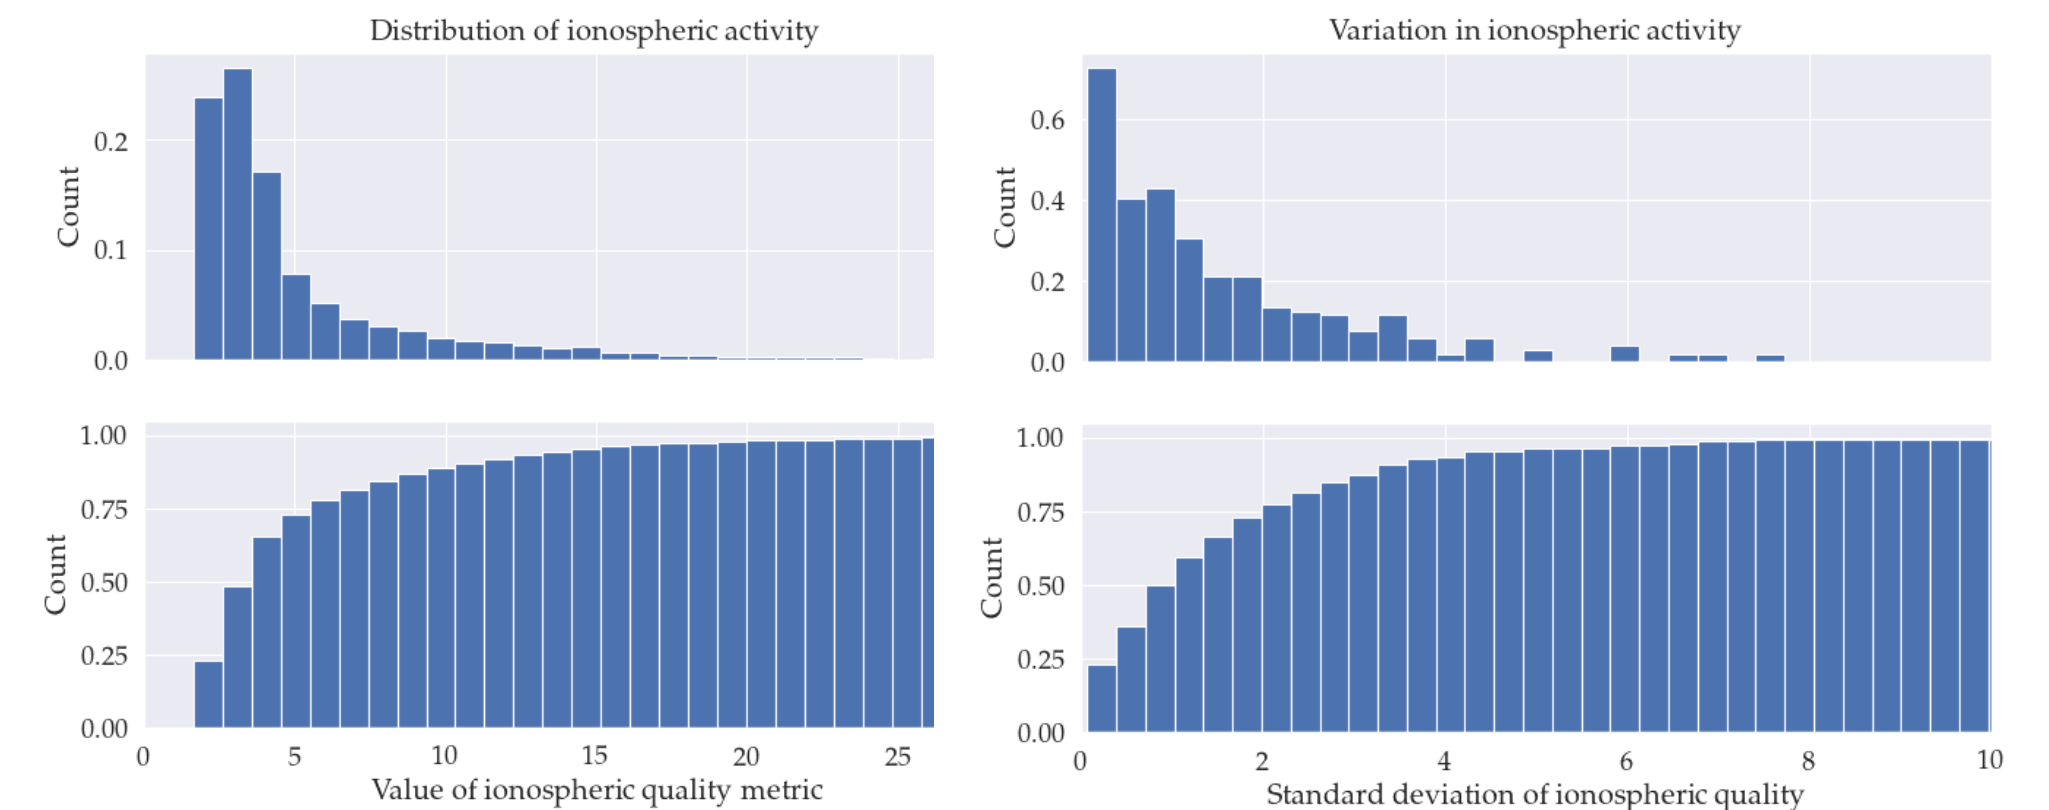 Distribution of ionospheric activity
Count
0.2
0.1
0.0
Variation in ionospheric activity
Count
0.6
0.4
0.2
0.0
Count
1.00
0.75
0.50
0.25
0.00
0 5 10 15 20 25
Value of ionospheric quality metric
Count
1.00
0.75
0.50
0.25
0.00
0 2 4 6 8 10
Standard deviation of ionospheric quality